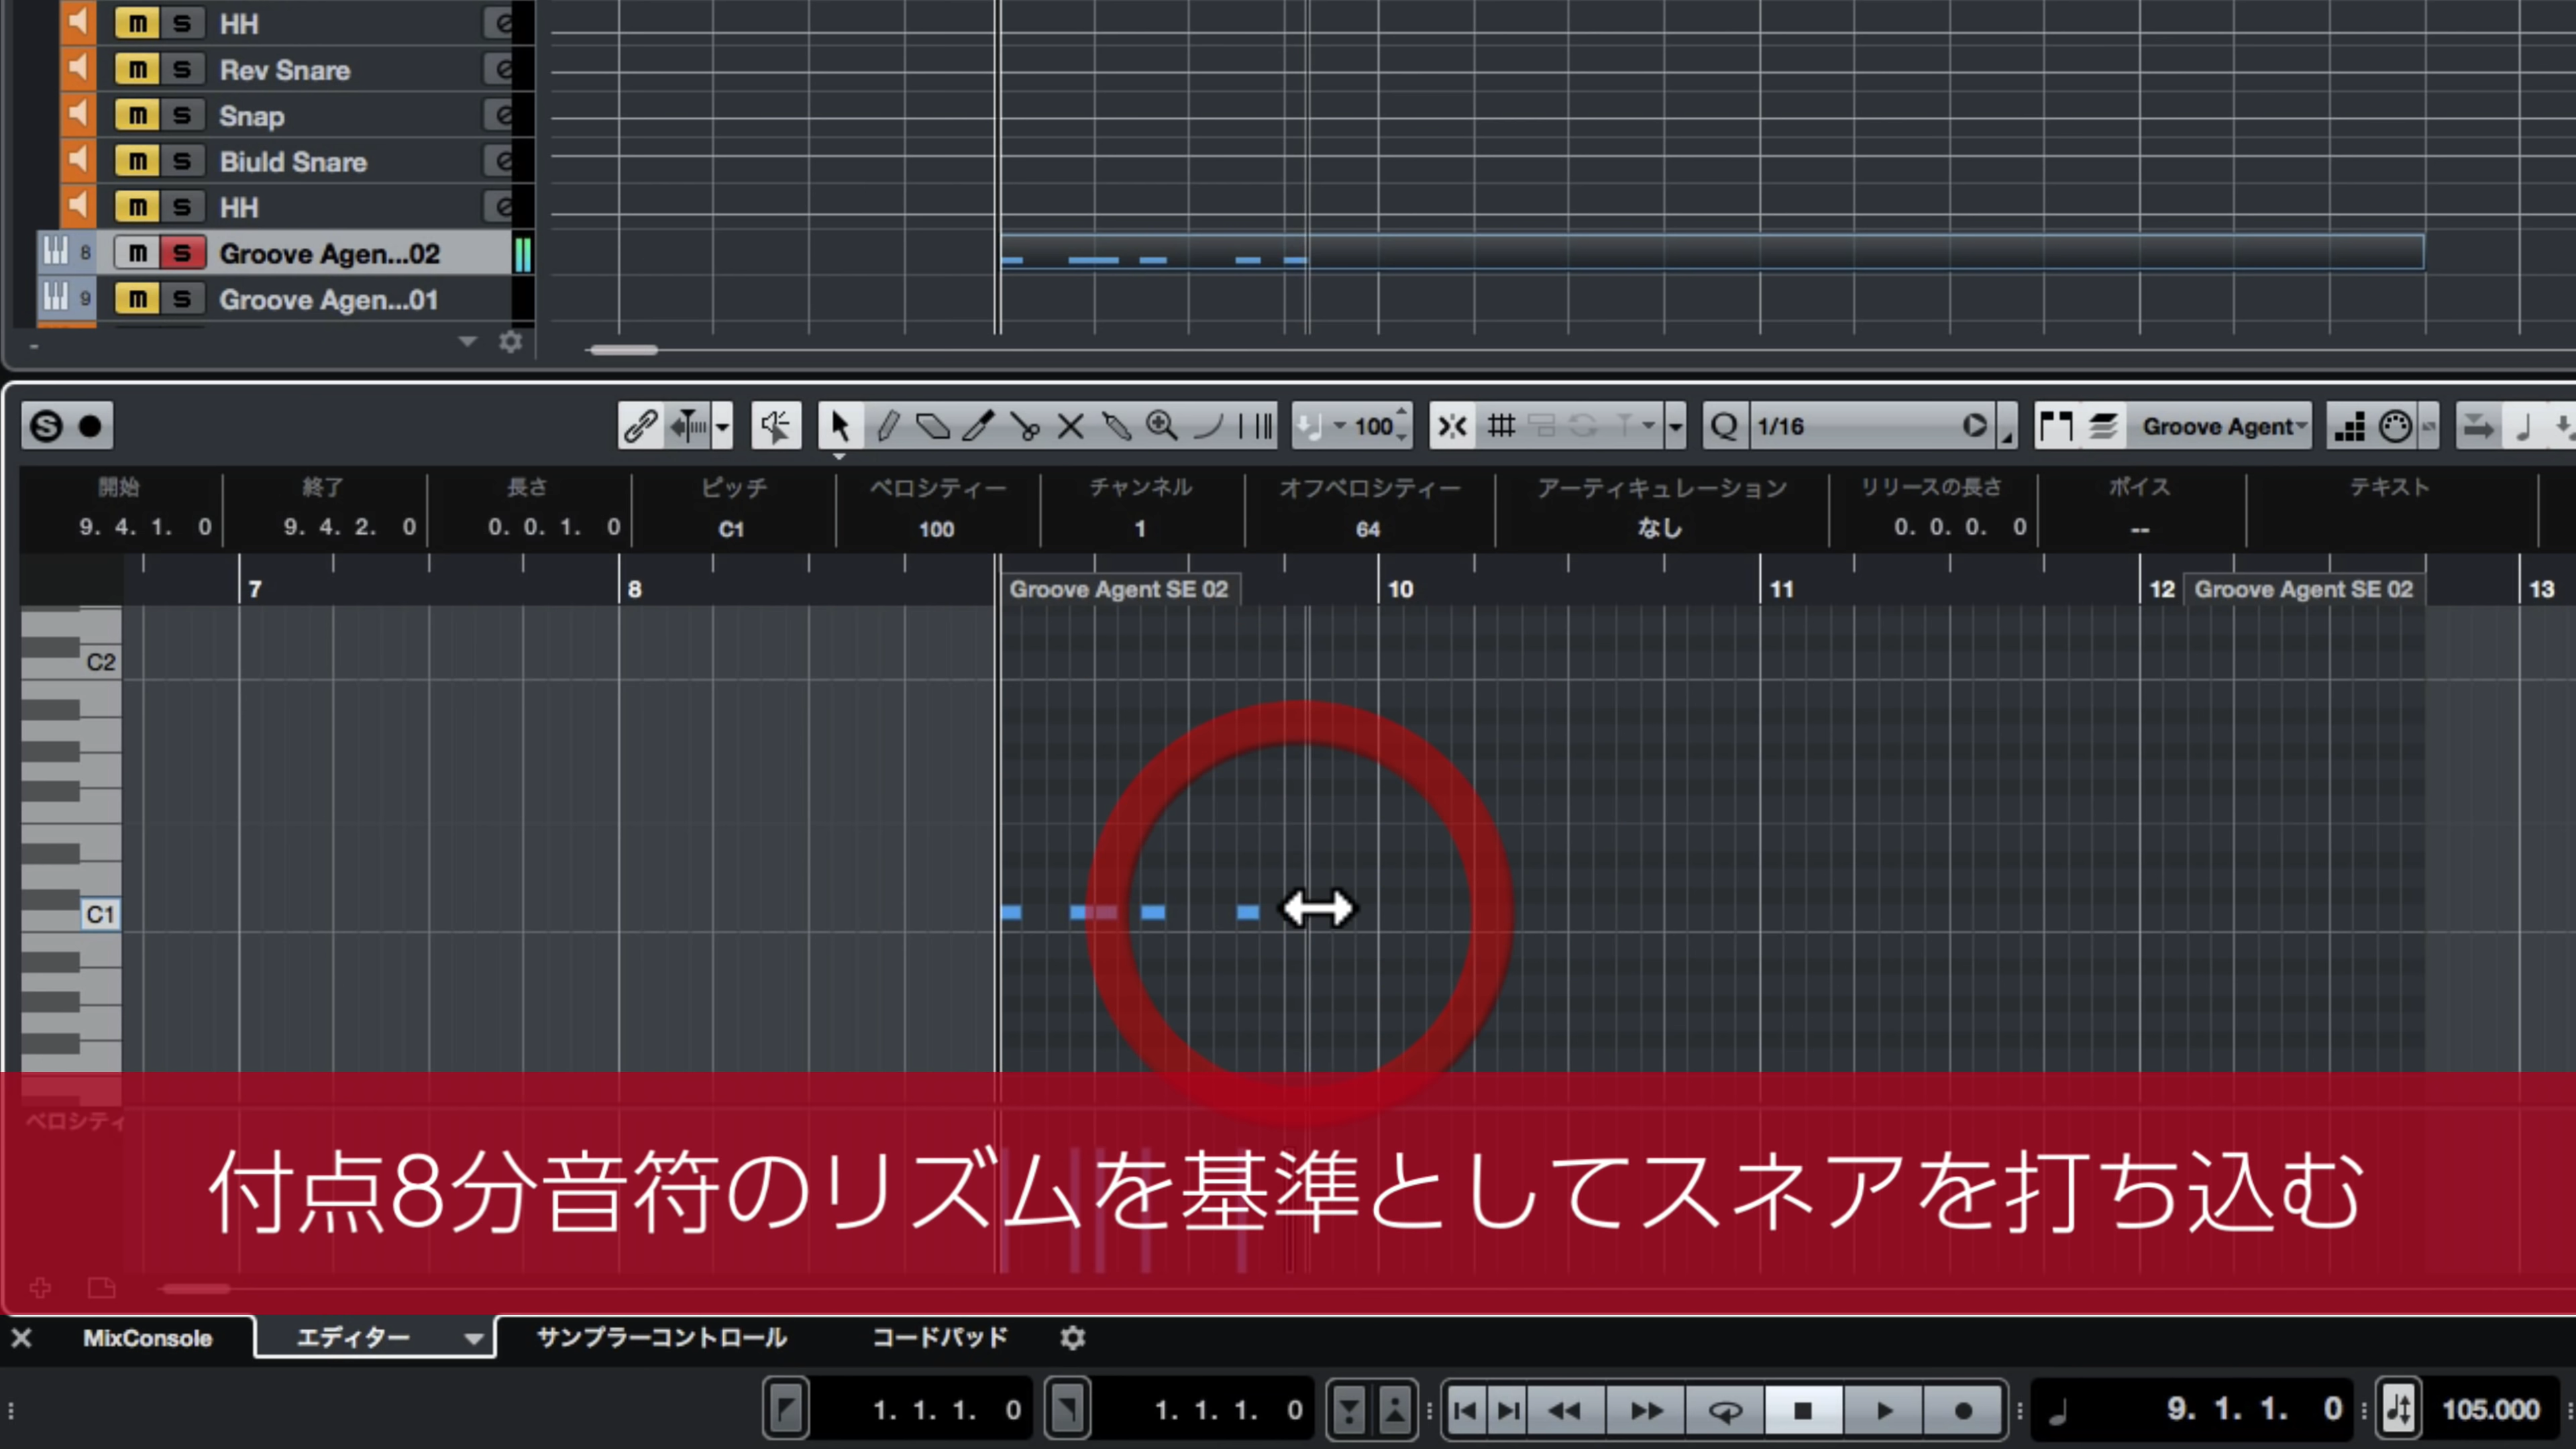 m S HH
m S Rev Snare
m S Snap
m S Biuld Snare
m S HH
8 m S Groove Agen...02
9 m S Groove Agen...01
100 Q 1/16 Groove Agent
開始 終了 長さ ピッチ ベロシティー チャンネル オフベロシティー アーティキュレーション リリースの長さ ボイス テキスト
9. 4. 1. 0 9. 4. 2. 0 0. 0. 1. 0 C1 100 1 64 なし 0. 0. 0. 0 --
7 8 Groove Agent SE 02 10 11 12 Groove Agent SE 02 13
C2
C1
ベロシティ
付点8分音符のリズムを基準としてスネアを打ち込む
MixConsole エディター サンプラーコントロール コードパッド
1. 1. 1. 0 1. 1. 1. 0 9. 1. 1. 0 105.000